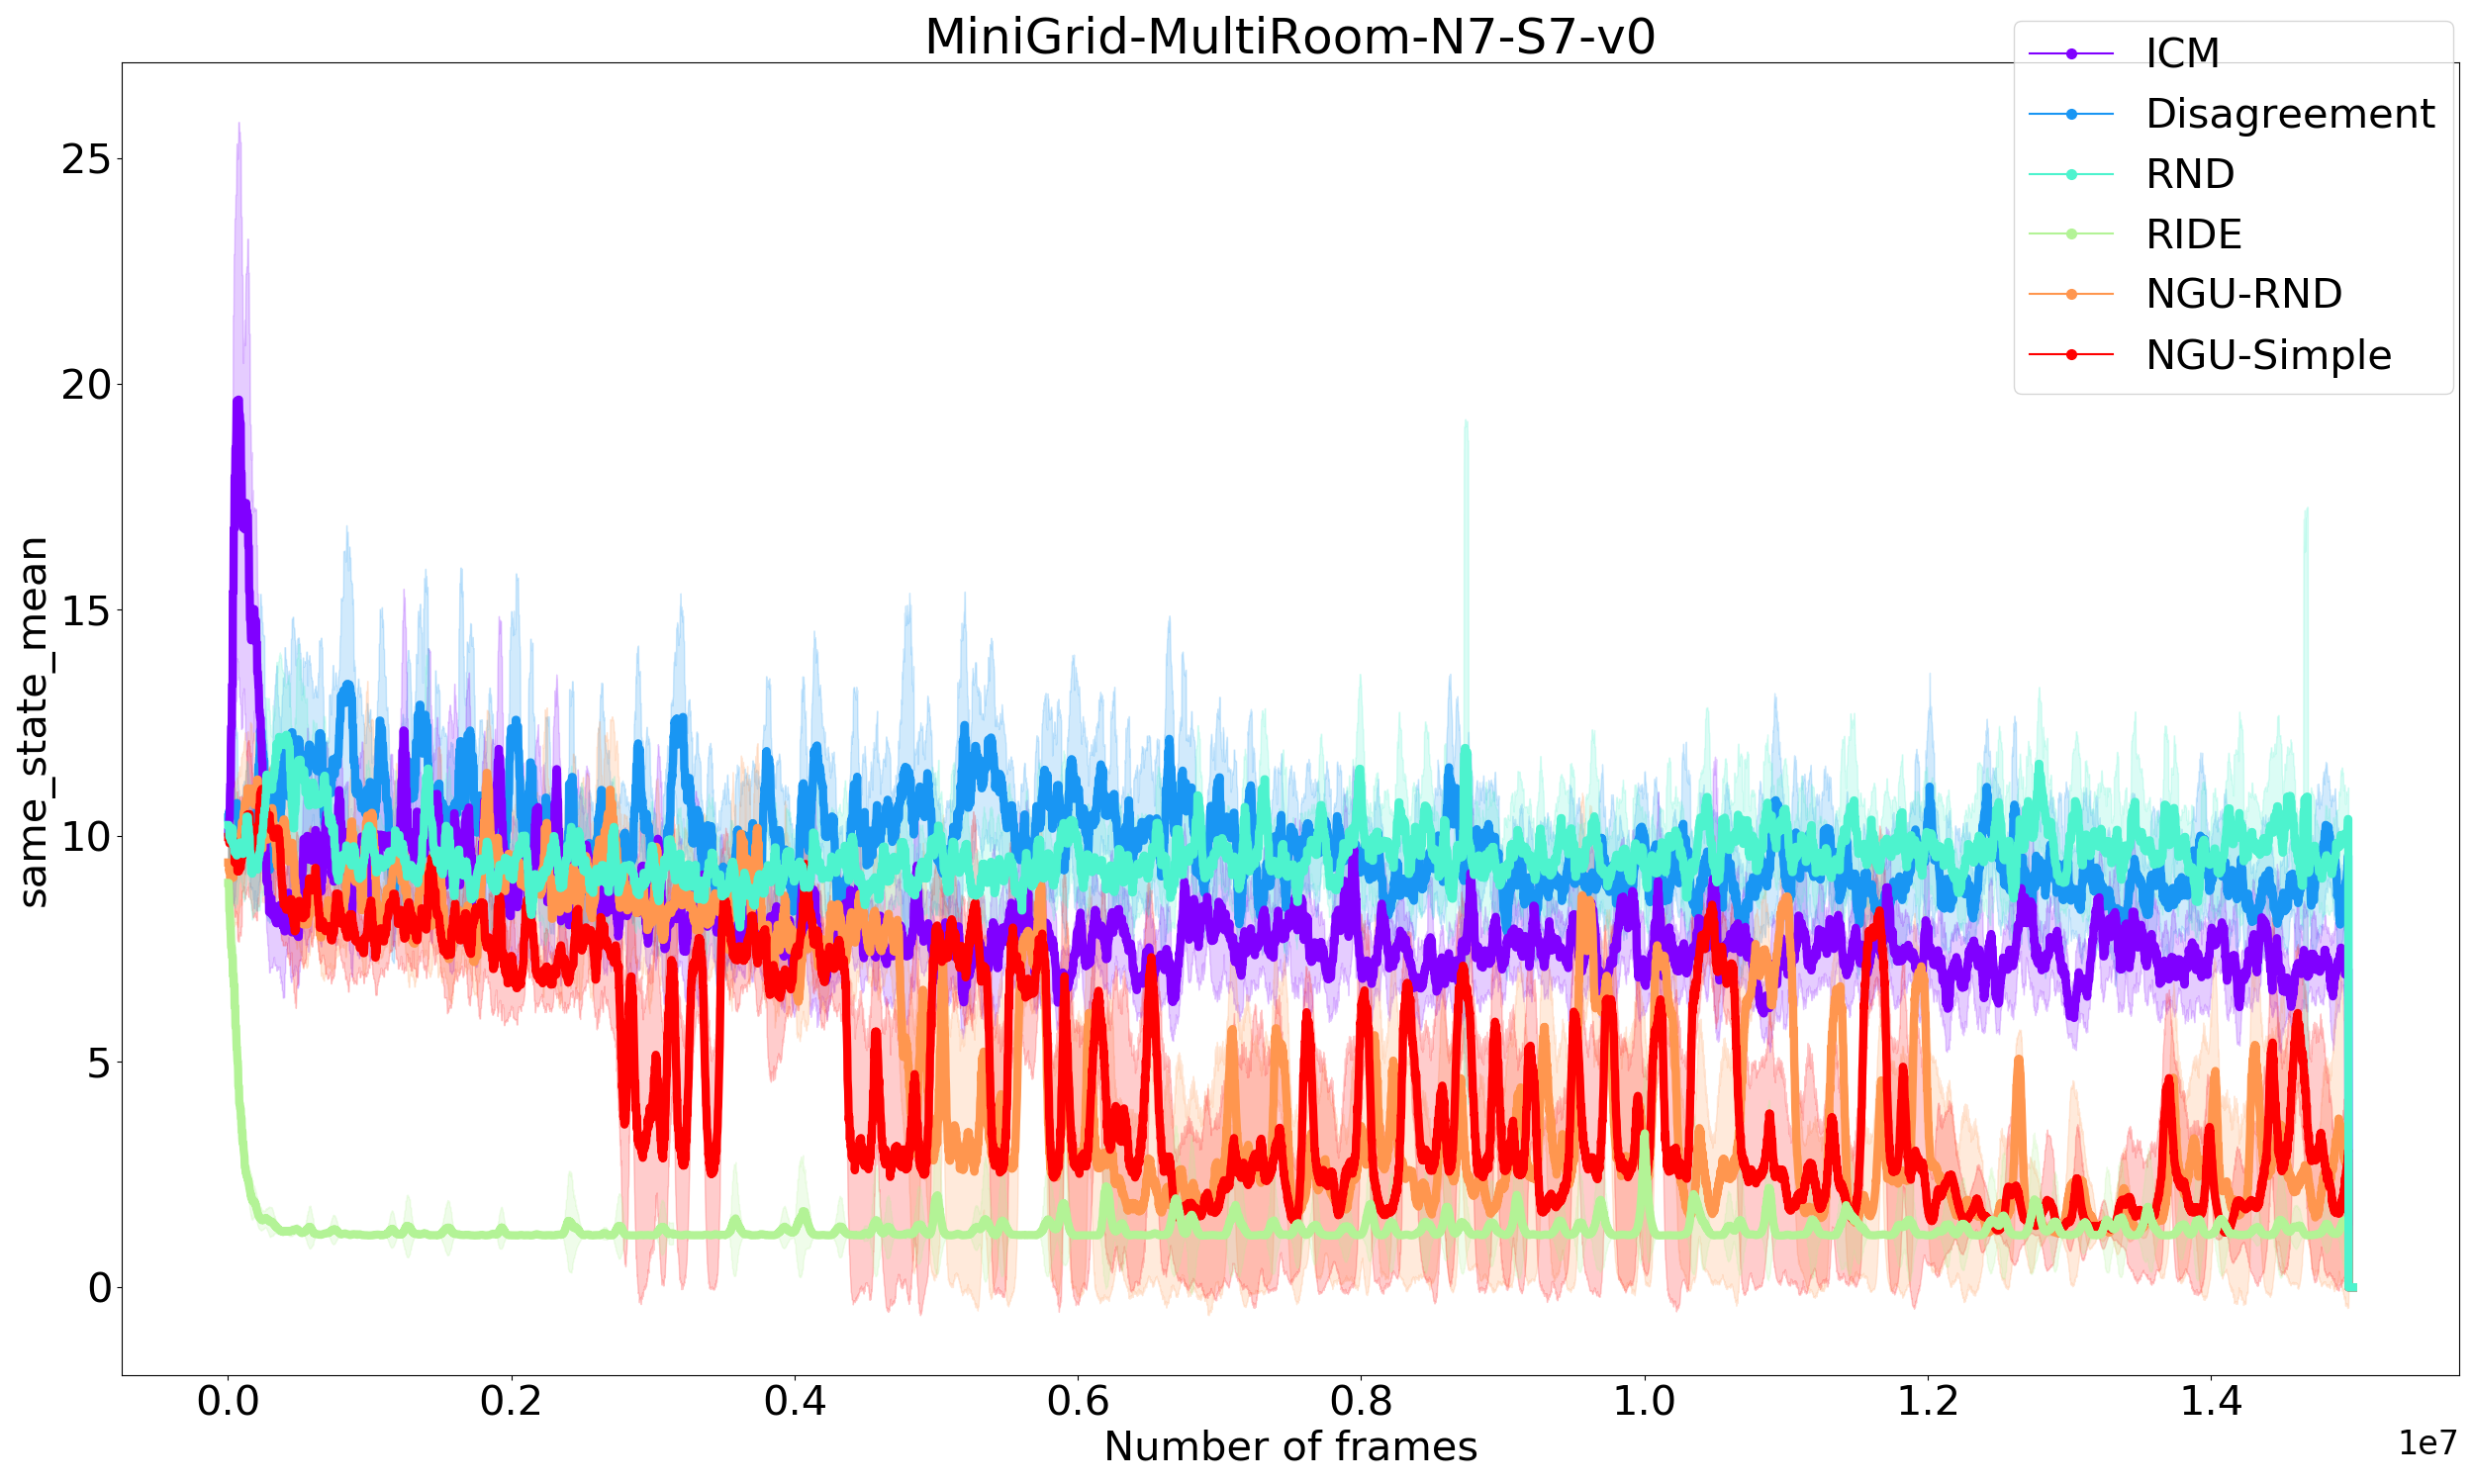 MiniGrid-MultiRoom-N7-S7-v0
ICM
Disagreement
RND
RIDE
NGU-RND
NGU-Simple
same_state_mean
25
20
15
10
5
0
0.0 0.2 0.4 0.6 0.8 1.0 1.2 1.4
Number of frames
1e7